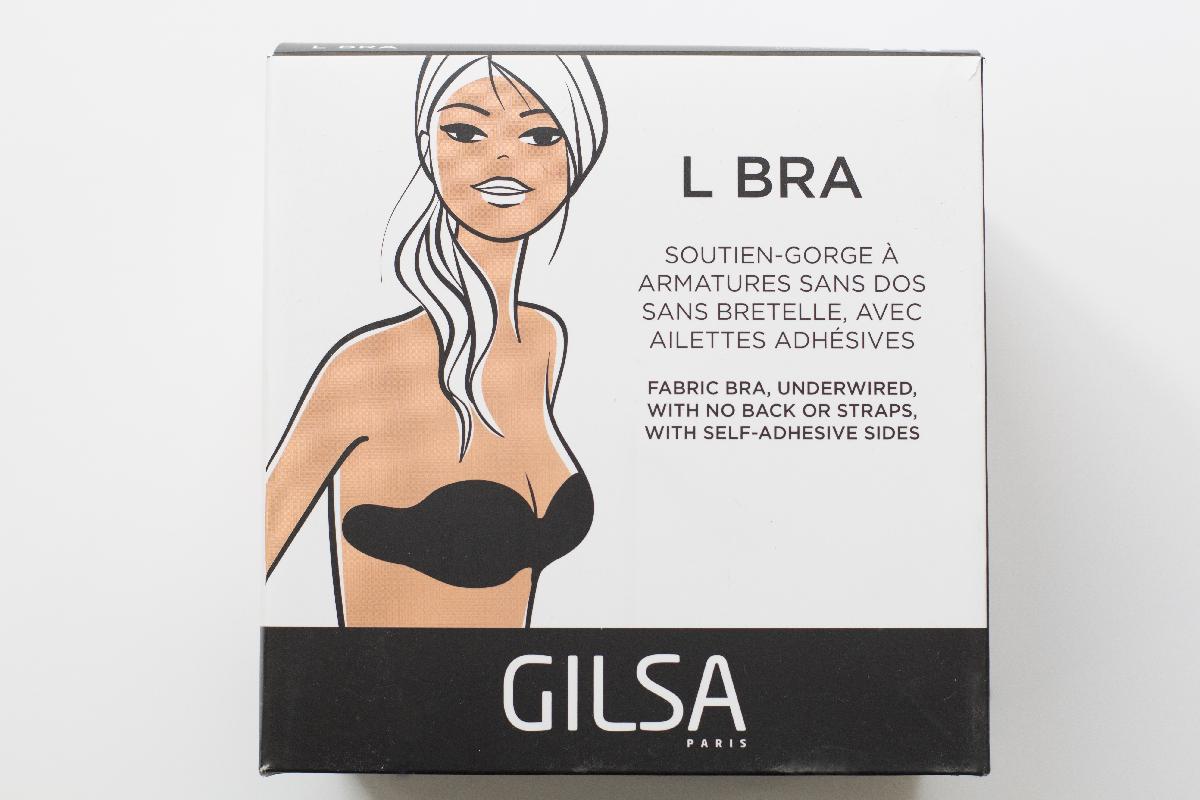 L BRA
L BRA
SOUTIEN-GORGE À
ARMATURES SANS DOS
SANS BRETELLE, AVEC
AILETTES ADHÉSIVES
FABRIC BRA, UNDERWIRED,
WITH NO BACK OR STRAPS,
WITH SELF-ADHESIVE SIDES
GILSA
PARIS